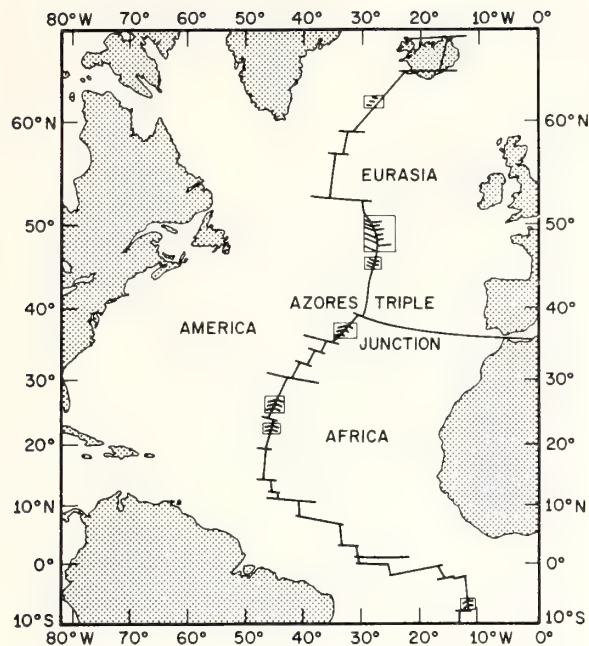 80°W 70° 60° 50° 40° 30° 20° 10°W 0°
60°N 60°N
EURASIA
50° 50°
40° AZORES TRIPLE 40°
AMERICA JUNCTION
30° 30°
AFRICA
20° 20°
10°N 10°N
0° 0°
10°S 10°S
80°W 70° 60° 50° 40° 30° 20° 10°W 0°